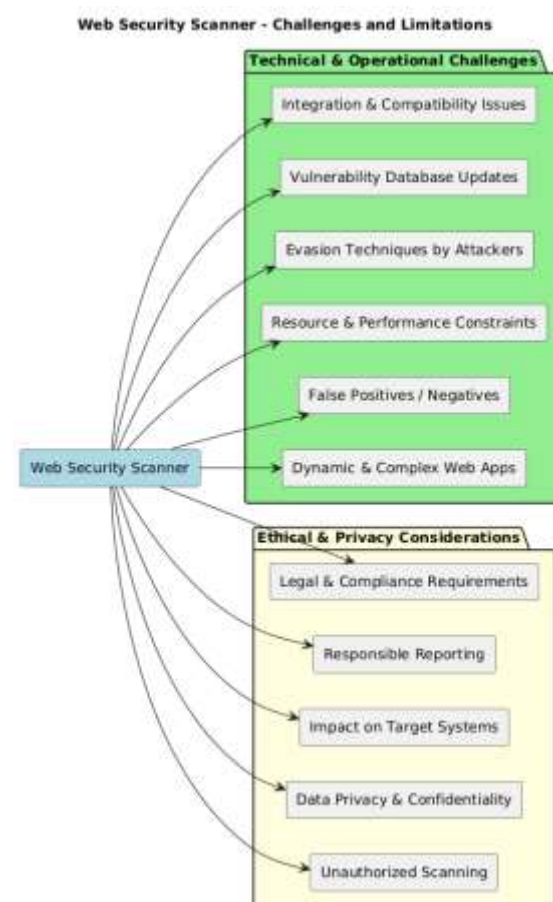 Web Security Scanner - Challenges and Limitations
Technical & Operational Challenges
Integration & Compatibility Issues
Vulnerability Database Updates
Evasion Techniques by Attackers
Resource & Performance Constraints
False Positives / Negatives
Web Security Scanner
Dynamic & Complex Web Apps
Ethical & Privacy Considerations
Legal & Compliance Requirements
Responsible Reporting
Impact on Target Systems
Data Privacy & Confidentiality
Unauthorized Scanning